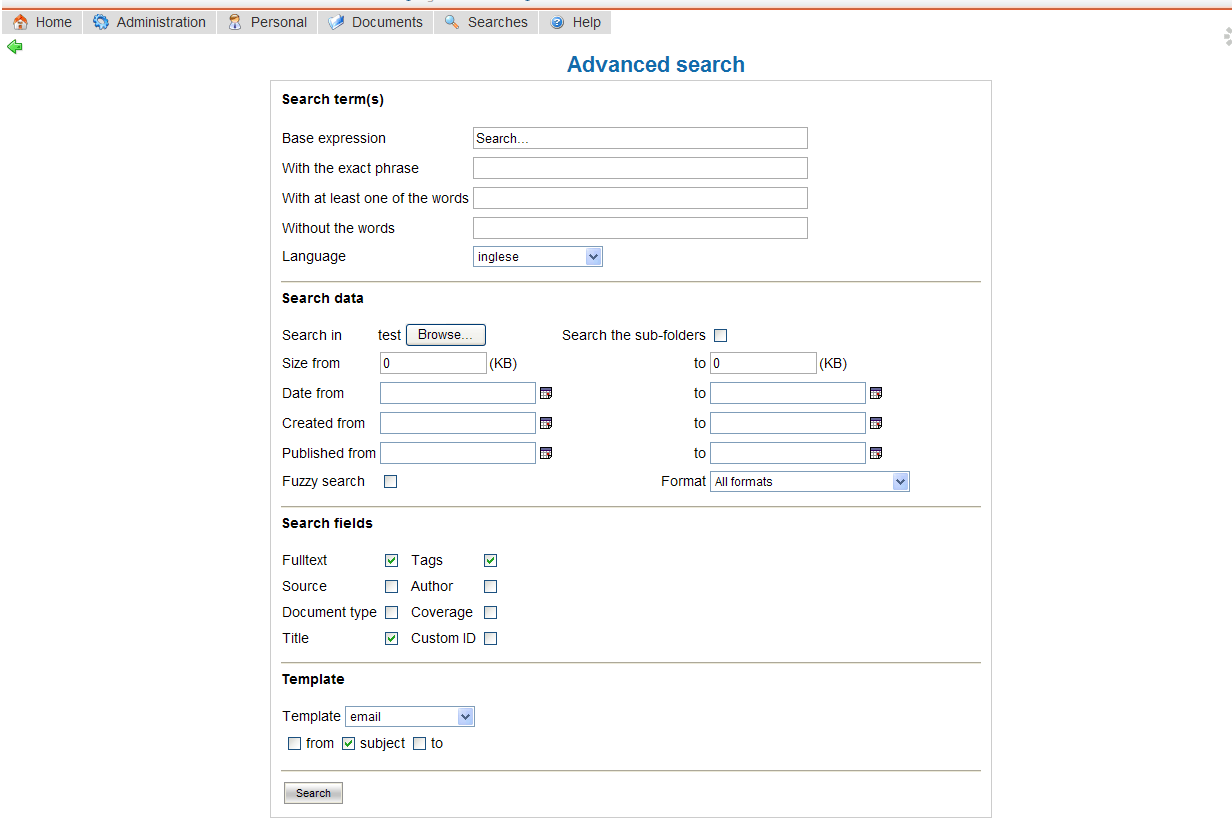 Home Administration Personal Documents Searches Help
Advanced search
Search term(s)
Base expression Search...
With the exact phrase
With at least one of the words
Without the words
Language inglese
Search data
Search in test Browse... Search the sub-folders
Size from 0 (KB) to 0 (KB)
Date from to
Created from to
Published from to
Fuzzy search Format All formats
Search fields
Fulltext Tags
Source Author
Document type Coverage
Title Custom ID
Template
Template email
from subject to
Search